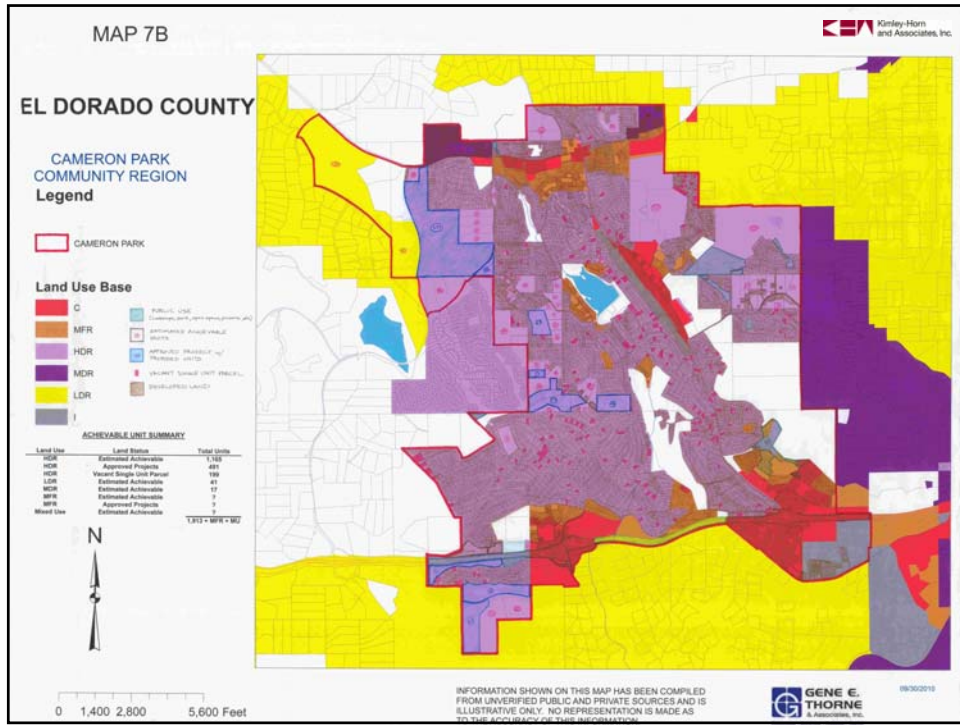 MAP 7B
Kimley-Horn
and Associates, Inc.
EL DORADO COUNTY
CAMERON PARK
COMMUNITY REGION
Legend
CAMERON PARK
Land Use Base
C
MFR
HDR
MDR
LDR
I
PUBLIC USE
ESTIMATED ACHIEVABLE
UNITS
APPROVED PROJECT W/
PROPOSED UNITS
VACANT SINGLE UNIT PARCEL
DEVELOPED LAND
ACHIEVABLE UNIT SUMMARY
Land Use Land Status Total Units
HDR Estimated Achievable 1,165
HDR Approved Projects 491
HDR Vacant Single Unit Parcel 199
LDR Estimated Achievable 41
MDR Estimated Achievable 17
MFR Estimated Achievable ?
MFR Approved Projects ?
Mixed Use Estimated Achievable ?
1,913 + MFR + MU
N
0 1,400 2,800 5,600 Feet
INFORMATION SHOWN ON THIS MAP HAS BEEN COMPILED
FROM UNVERIFIED PUBLIC AND PRIVATE SOURCES AND IS
ILLUSTRATIVE ONLY. NO REPRESENTATION IS MADE AS
TO THE ACCURACY OF THIS INFORMATION
GENE E.
THORNE
& Associates, Inc.
09/30/2010